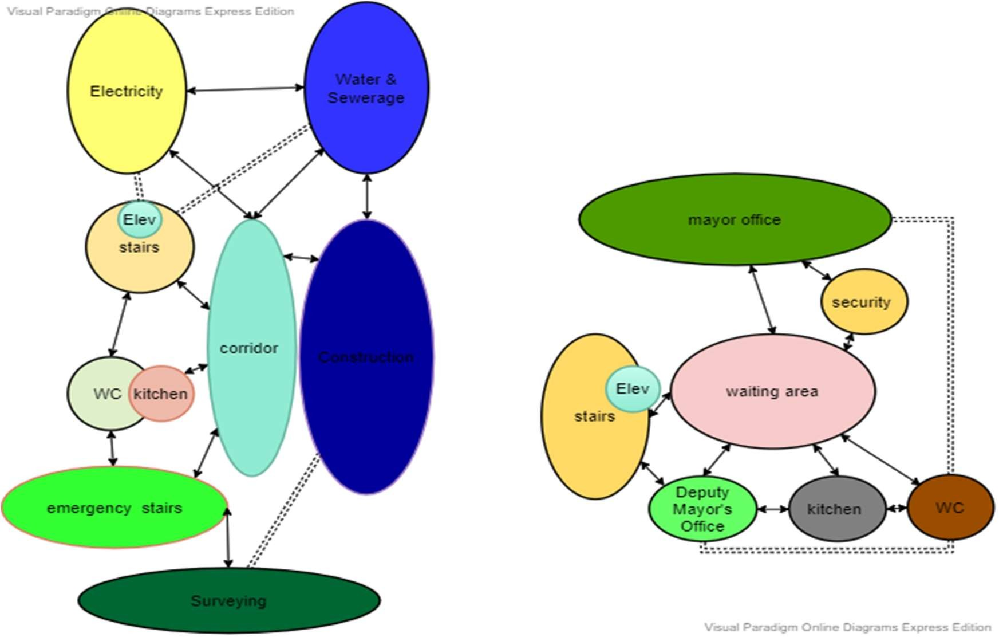 Visual Paradigm Online Diagrams Express Edition
Electricity
Water &
Sewerage
Elev
stairs
corridor
Construction
WC
kitchen
emergency stairs
Surveying
mayor office
security
waiting area
Elev
stairs
Deputy
Mayor's
Office
kitchen
WC
Visual Paradigm Online Diagrams Express Edition